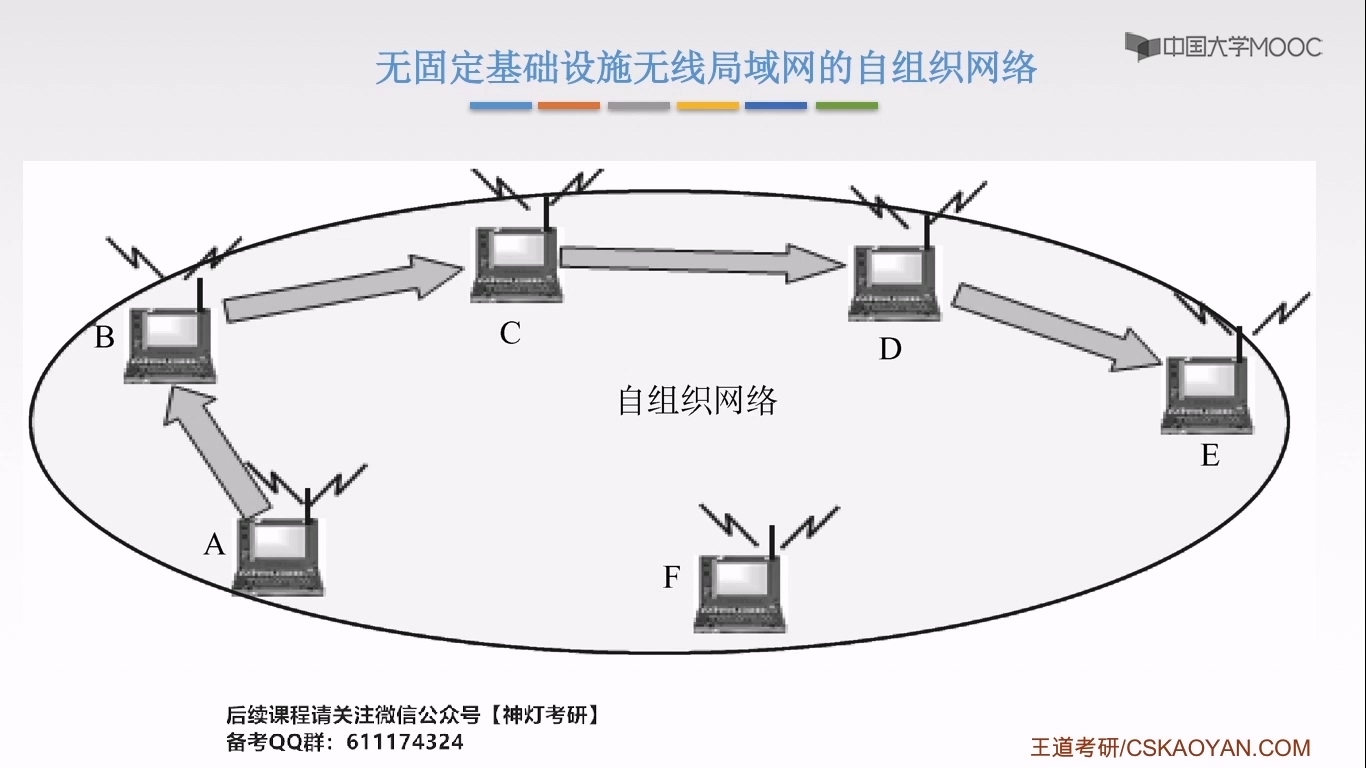 无固定基础设施无线局域网的自组织网络
中国大学MOOC
B
C
D
自组织网络
E
A
F
后续课程请关注微信公众号【神灯考研】
备考QQ群：611174324
王道考研/CSKAOYAN.COM